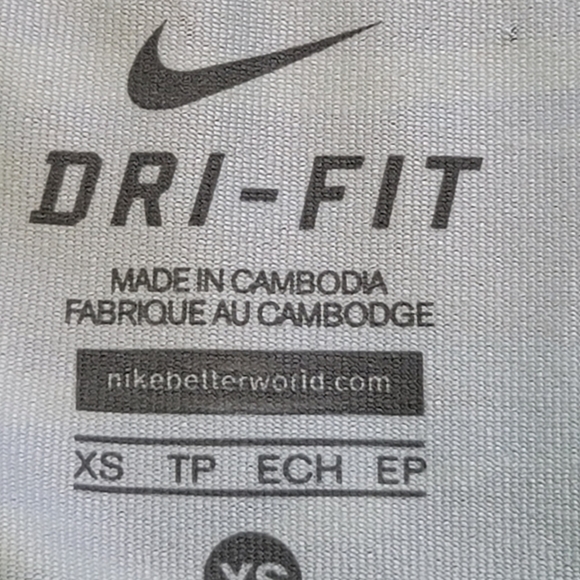 DRI-FIT
MADE IN CAMBODIA
FABRIQUE AU CAMBODGE
nikebetterworld.com
XS TP ECH EP
XS